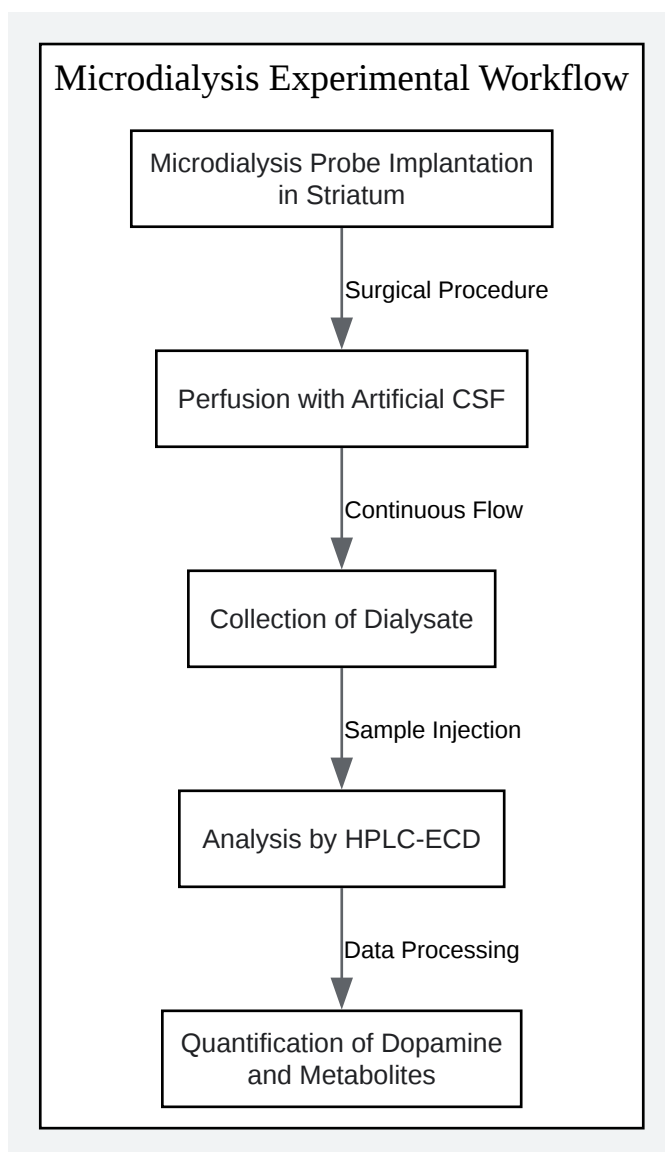 Microdialysis Experimental Workflow
Microdialysis Probe Implantation
in Striatum
Surgical Procedure
Perfusion with Artificial CSF
Continuous Flow
Collection of Dialysate
Sample Injection
Analysis by HPLC-ECD
Data Processing
Quantification of Dopamine
and Metabolites